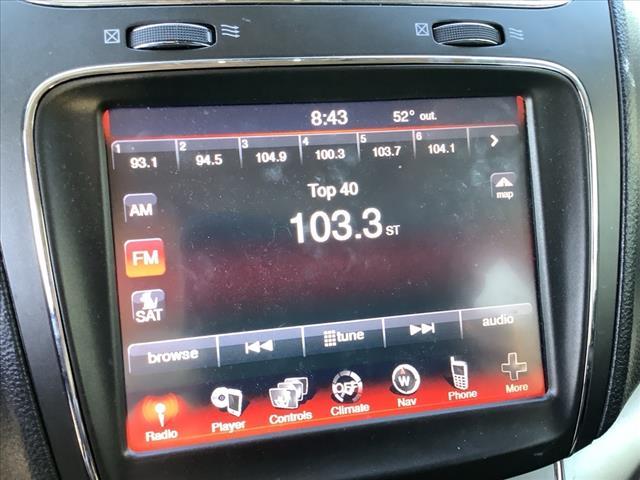 8:43 52° out.
1 2 3 4 5 6
93.1 94.5 104.9 100.3 103.7 104.1
Top 40
map
AM
103.3 ST
FM
SAT
browse tune audio
OFF W
Radio Player Controls Climate Nav Phone More